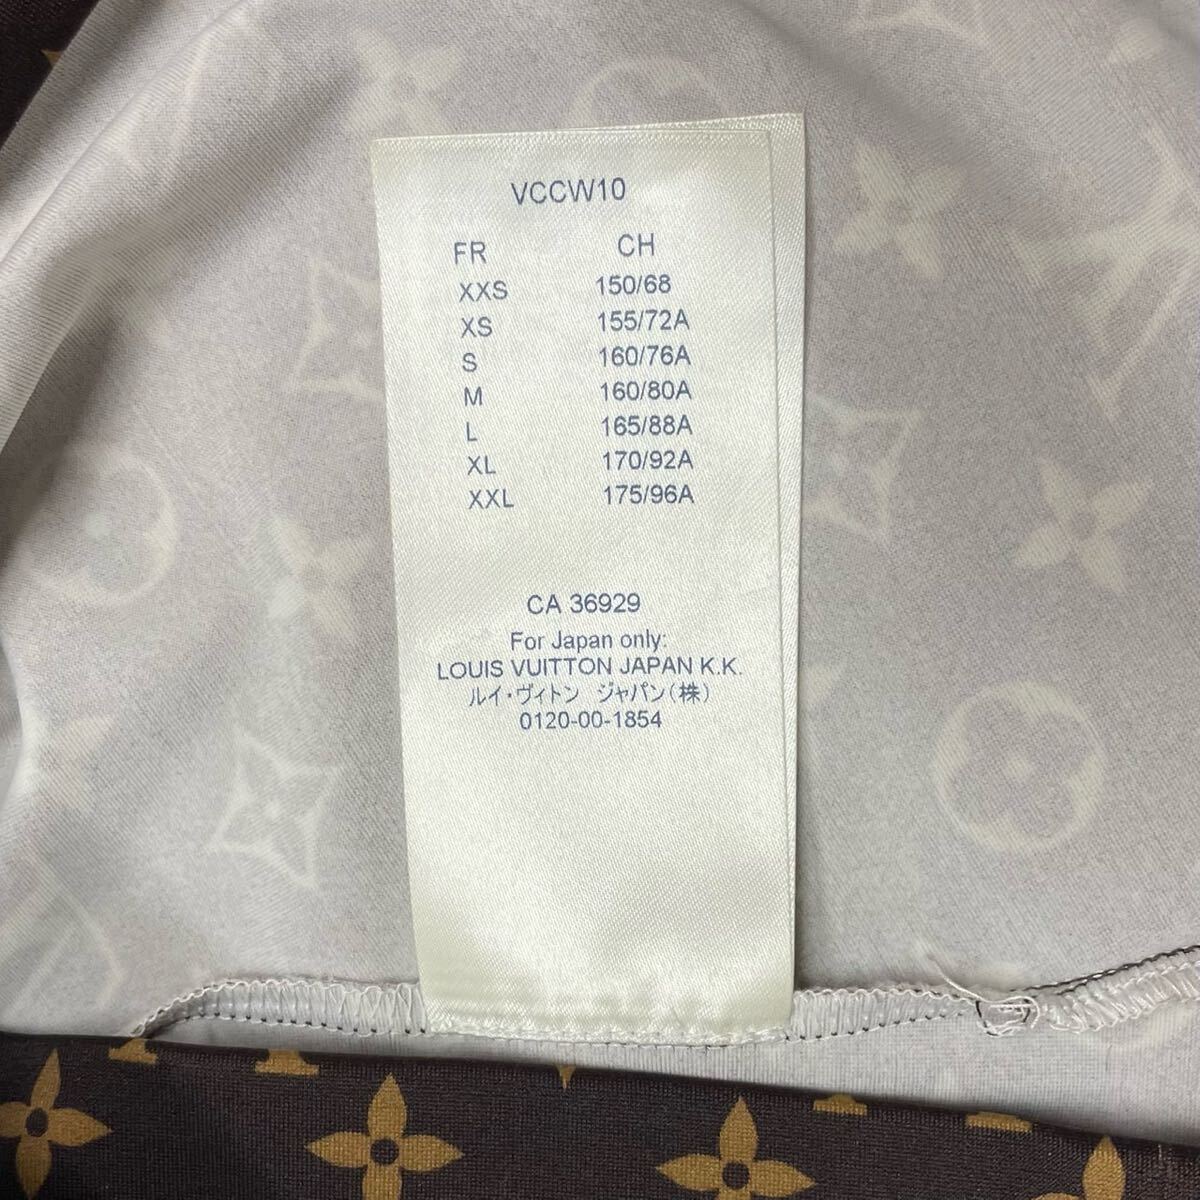 VCCW10
FR CH
XXS 150/68
XS 155/72A
S 160/76A
M 160/80A
L 165/88A
XL 170/92A
XXL 175/96A
CA 36929
For Japan only:
LOUIS VUITTON JAPAN K.K.
ルイ・ヴィトン ジャパン(株)
0120-00-1854